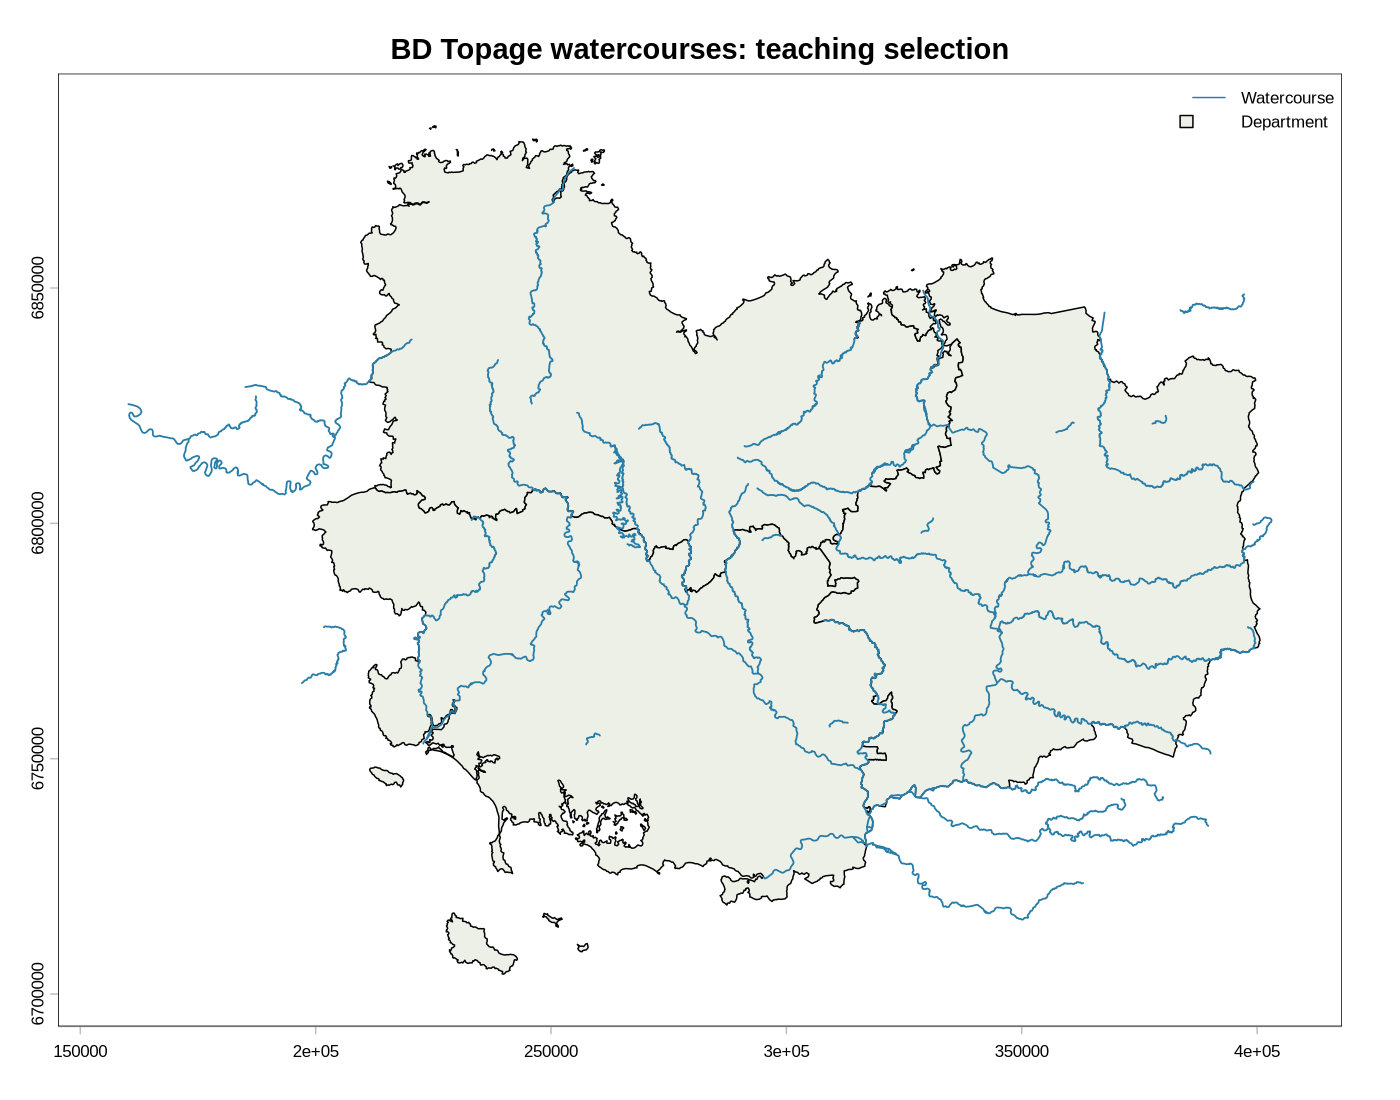 BD Topage watercourses: teaching selection
Watercourse
Department
6850000
6800000
6750000
6700000
150000 2e+05 250000 3e+05 350000 4e+05